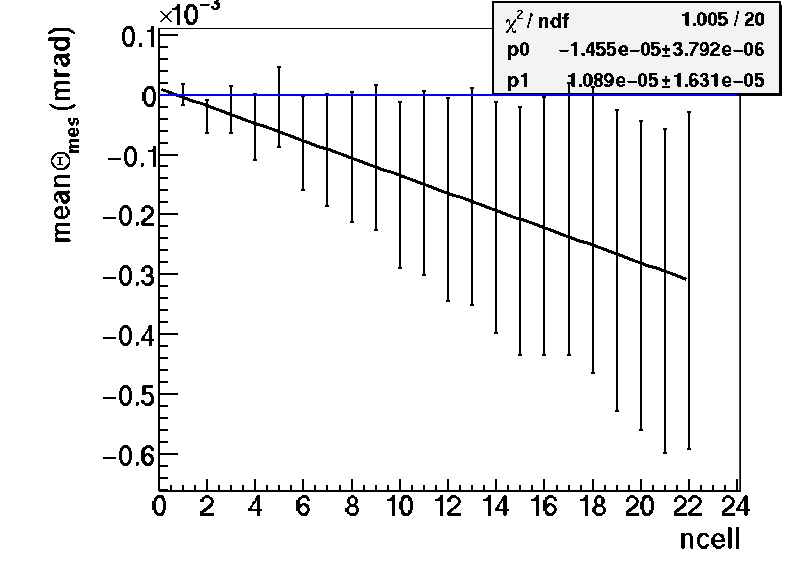 ×10⁻³
χ² / ndf 1.005 / 20
p0 −1.455e−05±3.792e−06
p1 1.089e−05±1.631e−05
mean Θmes (mrad)
0.1
0
−0.1
−0.2
−0.3
−0.4
−0.5
−0.6
0 2 4 6 8 10 12 14 16 18 20 22 24
ncell